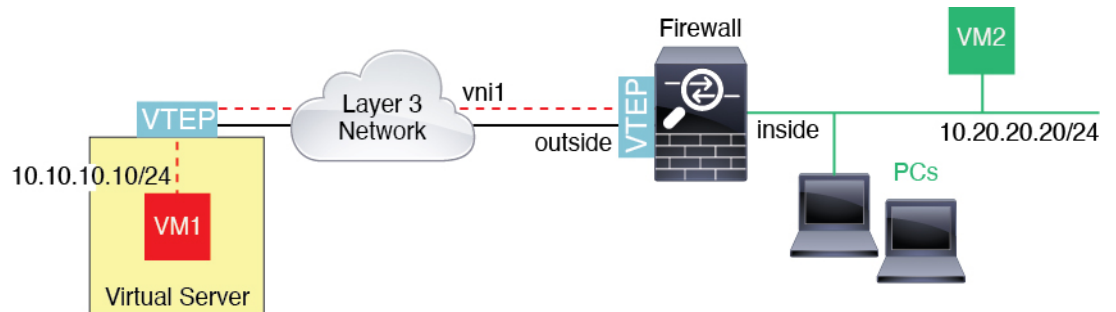 Firewall
VM2
vni1
Layer 3
Network
VTEP
VTEP
outside
inside
10.20.20.20/24
10.10.10.10/24
PCs
VM1
Virtual Server